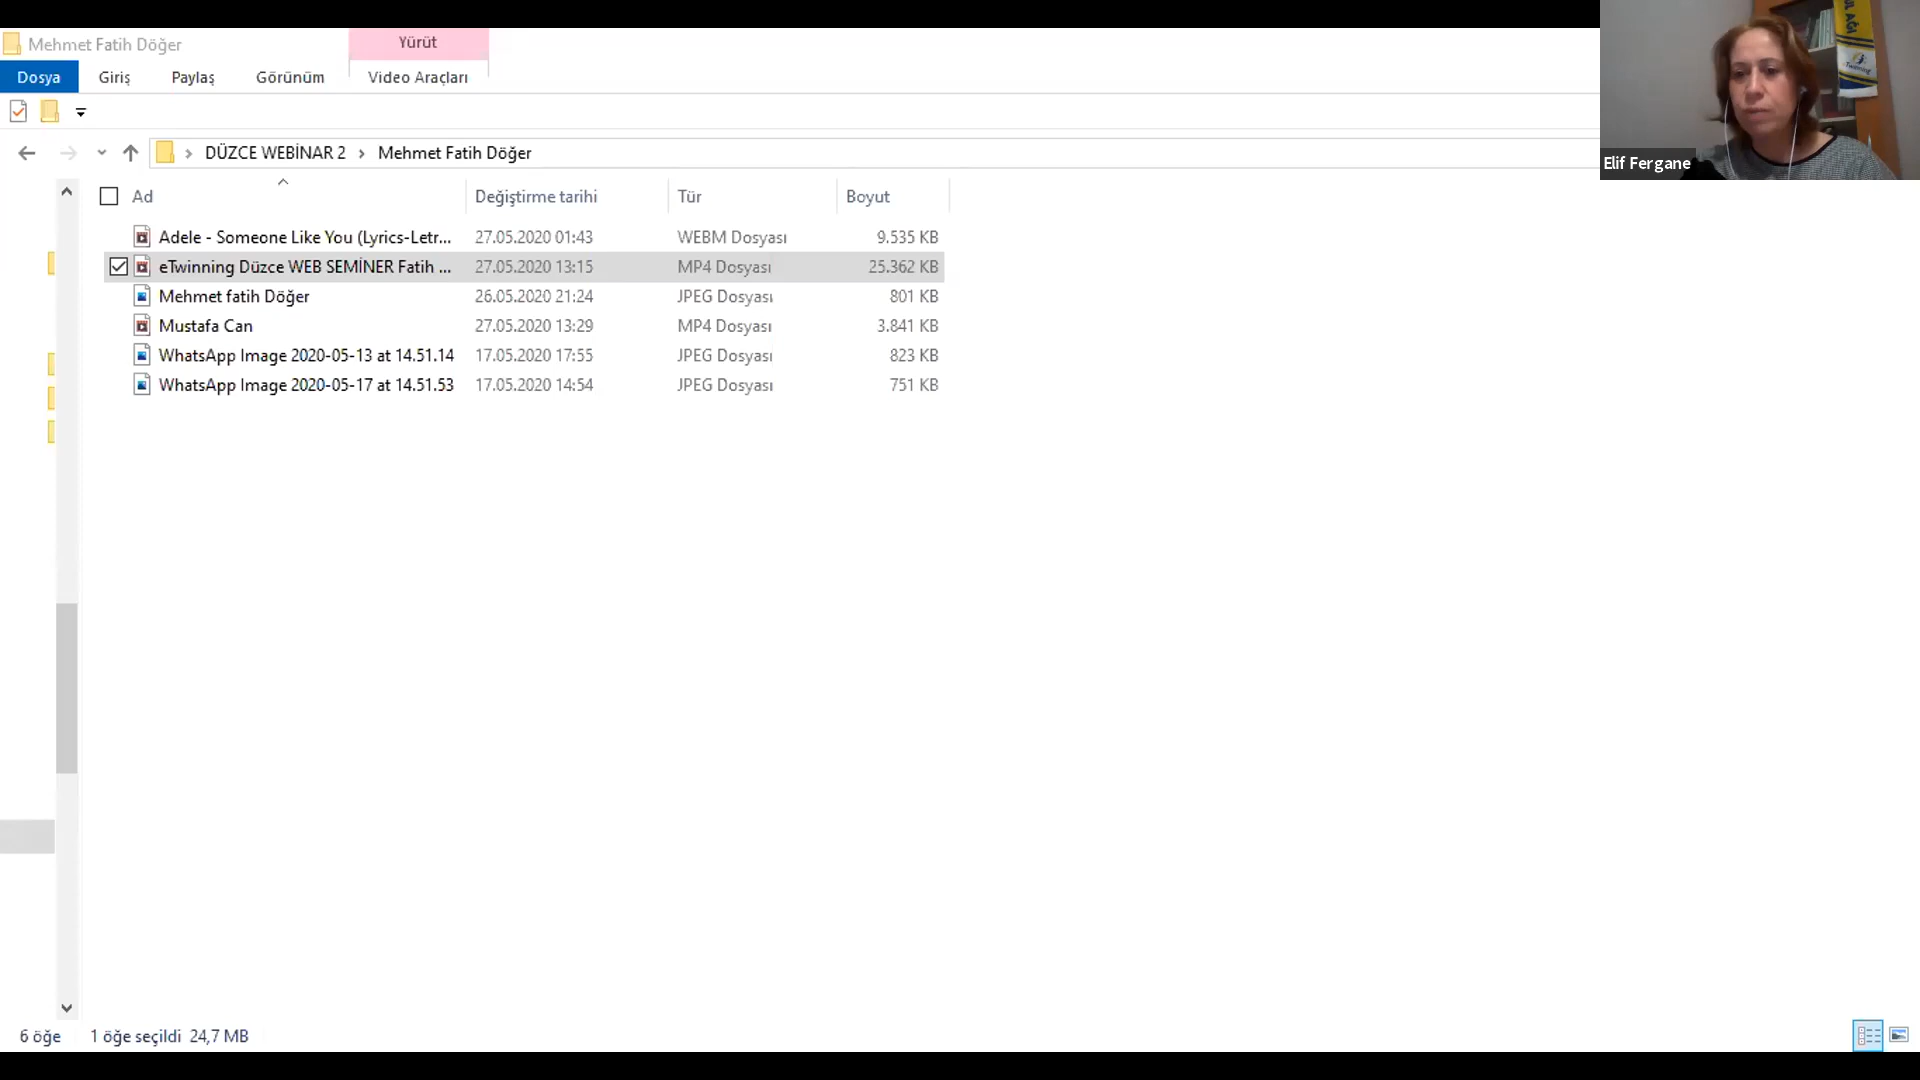 Mehmet Fatih Döğer
Yürüt
Dosya Giriş Paylaş Görünüm Video Araçları
DÜZCE WEBİNAR 2 › Mehmet Fatih Döğer
Ad Değiştirme tarihi Tür Boyut
Adele - Someone Like You (Lyrics-Letr... 27.05.2020 01:43 WEBM Dosyası 9.535 KB
eTwinning Düzce WEB SEMİNER Fatih ... 27.05.2020 13:15 MP4 Dosyası 25.362 KB
Mehmet fatih Döğer 26.05.2020 21:24 JPEG Dosyası 801 KB
Mustafa Can 27.05.2020 13:29 MP4 Dosyası 3.841 KB
WhatsApp Image 2020-05-13 at 14.51.14 17.05.2020 17:55 JPEG Dosyası 823 KB
WhatsApp Image 2020-05-17 at 14.51.53 17.05.2020 14:54 JPEG Dosyası 751 KB
6 öğe 1 öğe seçildi 24,7 MB
UL AĞI
Elif Fergane